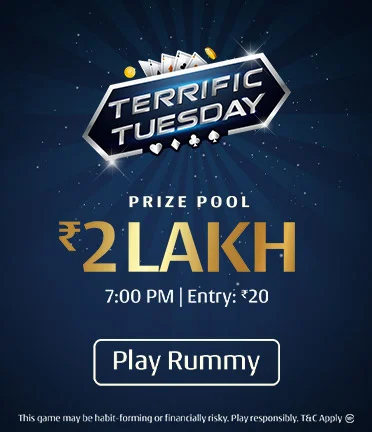 TERRIFIC
TUESDAY
PRIZE POOL
₹2 LAKH
7:00 PM | Entry: ₹20
Play Rummy
This game may be habit-forming or financially risky. Play responsibly. T&C Apply